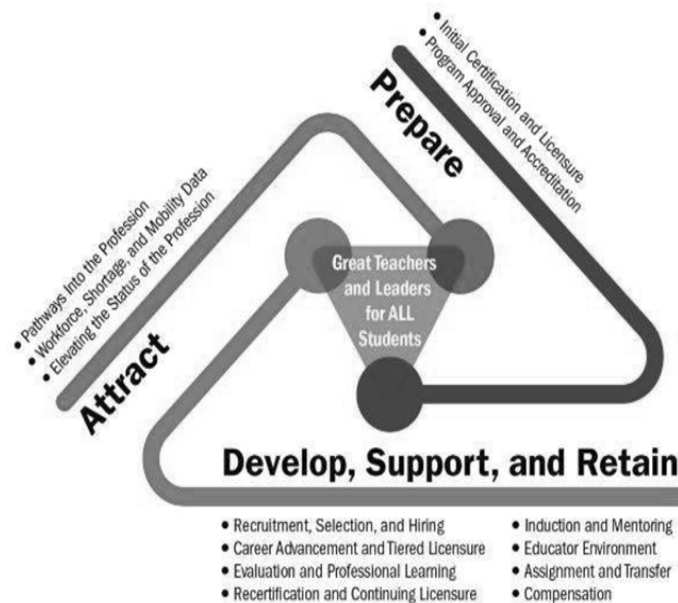 • Initial Certification and Licensure
• Program Approval and Accreditation
Prepare
• Pathways Into the Profession
• Workforce, Shortage, and Mobility Data
• Elevating the Status of the Profession
Attract
Great Teachers
and Leaders
for ALL
Students
Develop, Support, and Retain
• Recruitment, Selection, and Hiring
• Career Advancement and Tiered Licensure
• Evaluation and Professional Learning
• Recertification and Continuing Licensure
• Induction and Mentoring
• Educator Environment
• Assignment and Transfer
• Compensation